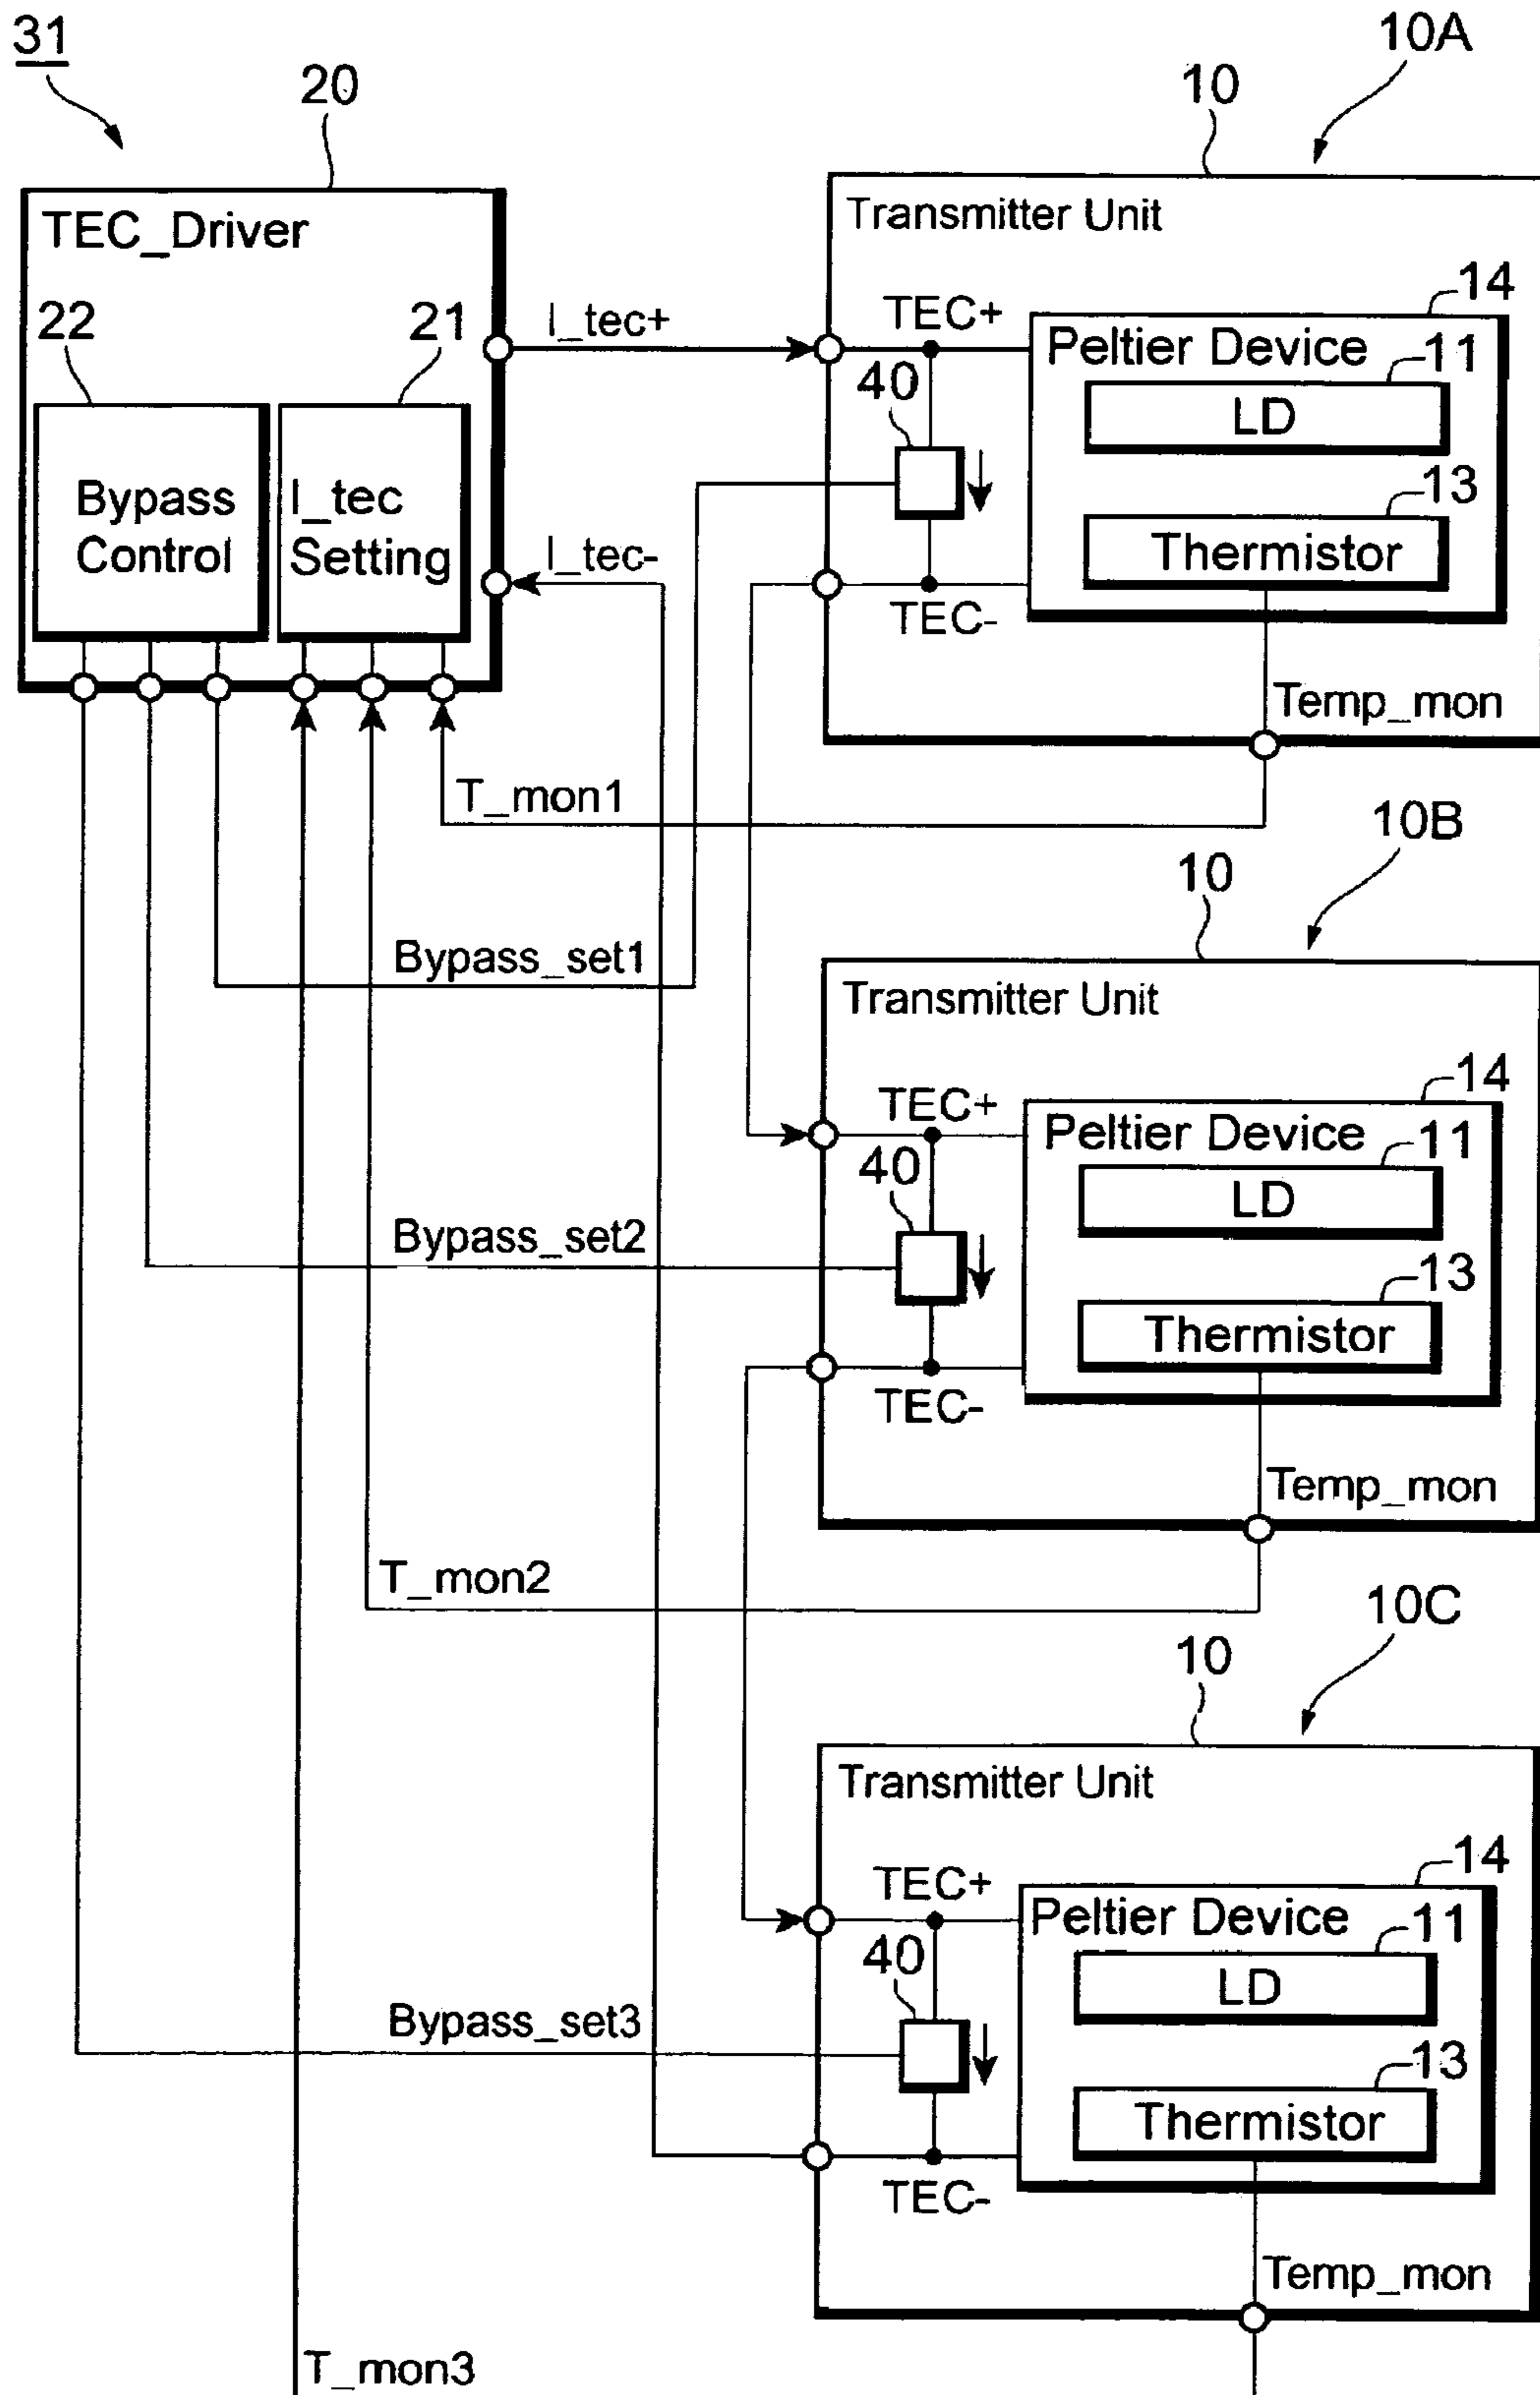 31
20
10A
10
TEC_Driver
Transmitter Unit
22
21
I_tec+
TEC+
14
Peltier Device
11
LD
40
Bypass
Control
I_tec
Setting
I_tec-
13
Thermistor
TEC-
Temp_mon
T_mon1
10B
10
Bypass_set1
Transmitter Unit
TEC+
14
Peltier Device
11
LD
40
Bypass_set2
13
Thermistor
TEC-
Temp_mon
T_mon2
10C
10
Transmitter Unit
TEC+
14
Peltier Device
11
LD
40
Bypass_set3
13
Thermistor
TEC-
Temp_mon
T_mon3